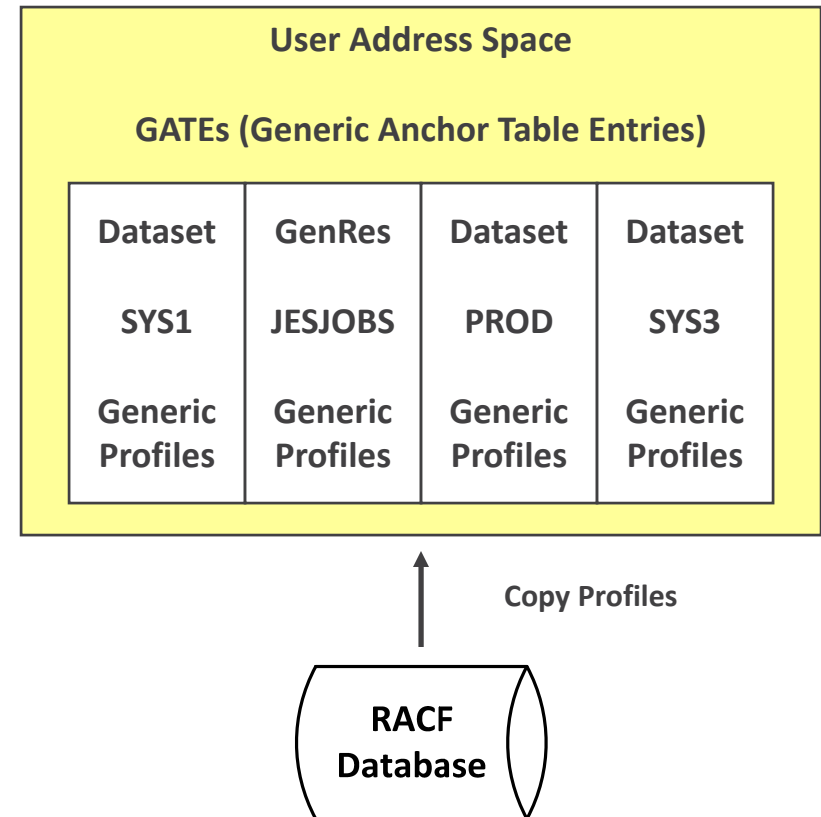 User Address Space
GATEs (Generic Anchor Table Entries)
Dataset
SYS1
Generic
Profiles
GenRes
JESJOBS
Generic
Profiles
Dataset
PROD
Generic
Profiles
Dataset
SYS3
Generic
Profiles
Copy Profiles
RACF
Database